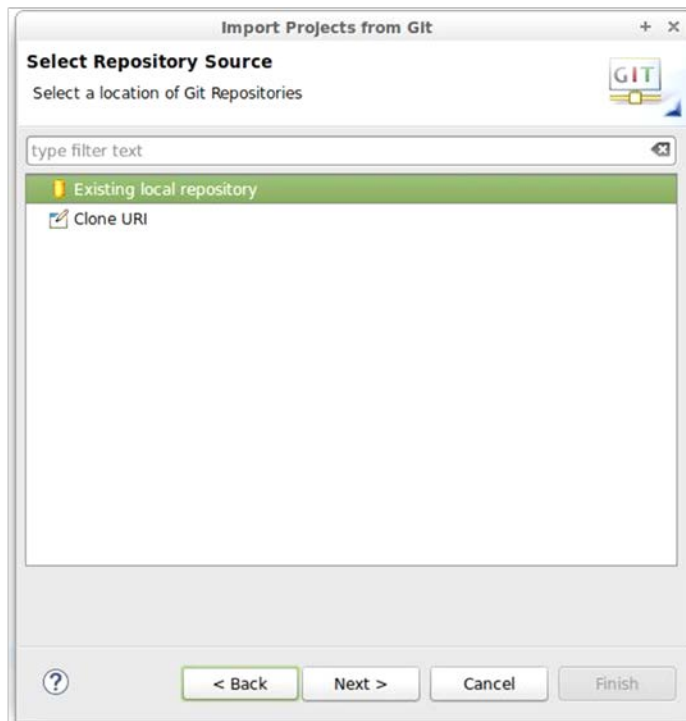 Import Projects from Git
Select Repository Source
Select a location of Git Repositories
GIT
type filter text
Existing local repository
Clone URI
? < Back Next > Cancel Finish